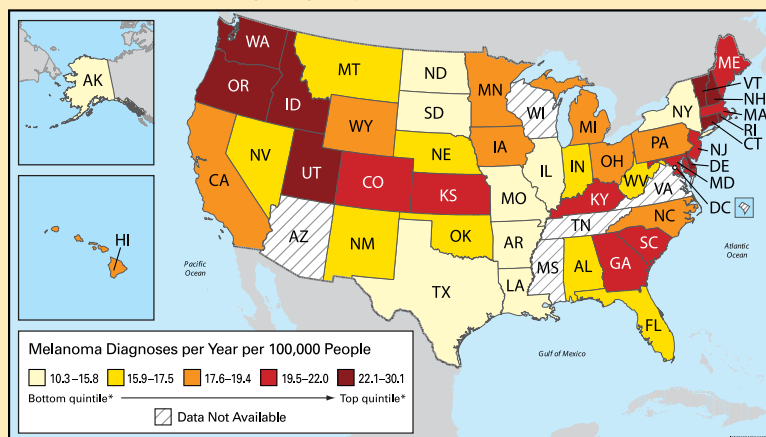 AK
HI
WA
OR
CA
ID
NV
UT
AZ
MT
WY
CO
NM
ND
SD
NE
KS
OK
TX
MN
IA
MO
AR
LA
WI
IL
MS
MI
IN
KY
TN
AL
OH
WV
GA
FL
PA
VA
NC
SC
NY
ME
VT
NH
MA
RI
CT
NJ
DE
MD
DC
Pacific
Ocean
Atlantic
Ocean
Gulf of Mexico
Melanoma Diagnoses per Year per 100,000 People
10.3–15.8 15.9–17.5 17.6–19.4 19.5–22.0 22.1–30.1
Bottom quintile* Top quintile*
Data Not Available